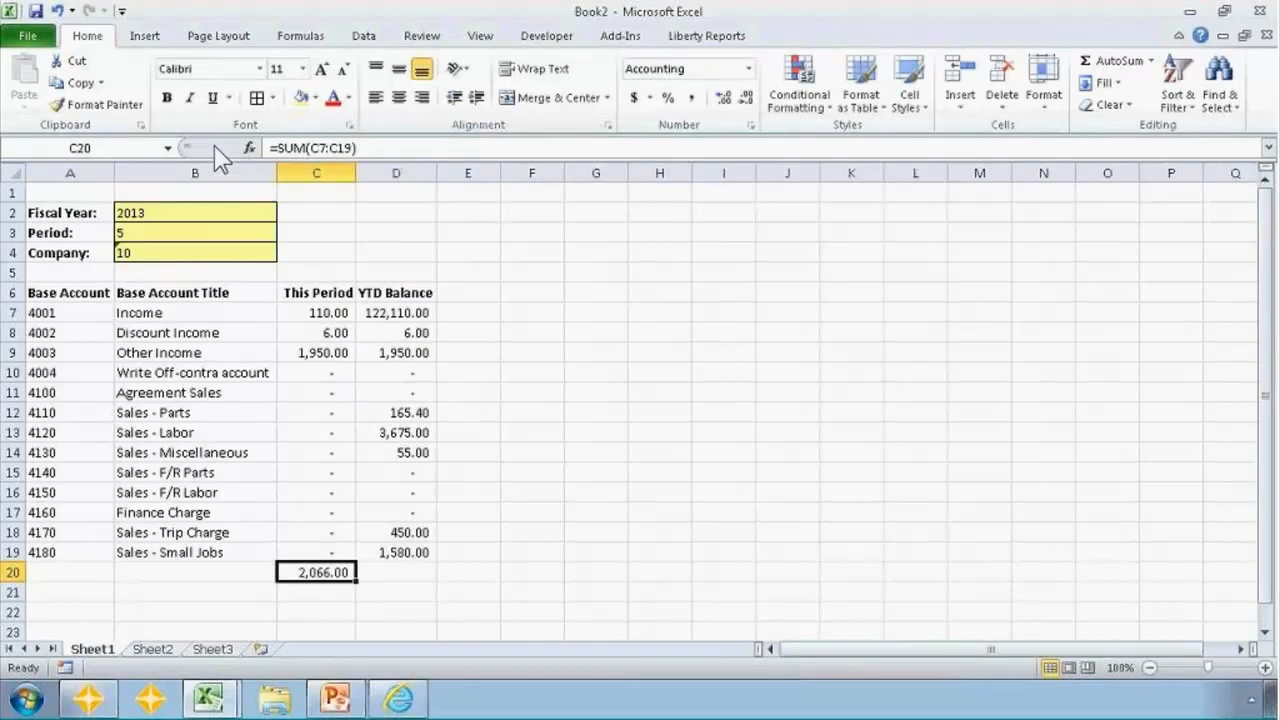 Book2 - Microsoft Excel
File Home Insert Page Layout Formulas Data Review View Developer Add-Ins Liberty Reports
Paste Cut Copy Format Painter Clipboard
Calibri 11 B I U A Font
Wrap Text Merge & Center Alignment
Accounting $ % , Number
Conditional Formatting Format as Table Cell Styles Styles
Insert Delete Format Cells
Σ AutoSum Fill Clear Sort & Filter Find & Select Editing
C20 fx =SUM(C7:C19)
A B C D E F G H I J K L M N O P Q
1
2 Fiscal Year: 2013
3 Period: 5
4 Company: 10
5
6 Base Account Base Account Title This Period YTD Balance
7 4001 Income 110.00 122,110.00
8 4002 Discount Income 6.00 6.00
9 4003 Other Income 1,950.00 1,950.00
10 4004 Write Off-contra account - -
11 4100 Agreement Sales - -
12 4110 Sales - Parts - 165.40
13 4120 Sales - Labor - 3,675.00
14 4130 Sales - Miscellaneous - 55.00
15 4140 Sales - F/R Parts - -
16 4150 Sales - F/R Labor - -
17 4160 Finance Charge - -
18 4170 Sales - Trip Charge - 450.00
19 4180 Sales - Small Jobs - 1,580.00
20 2,066.00
21
22
23
Sheet1 Sheet2 Sheet3
Ready 100%